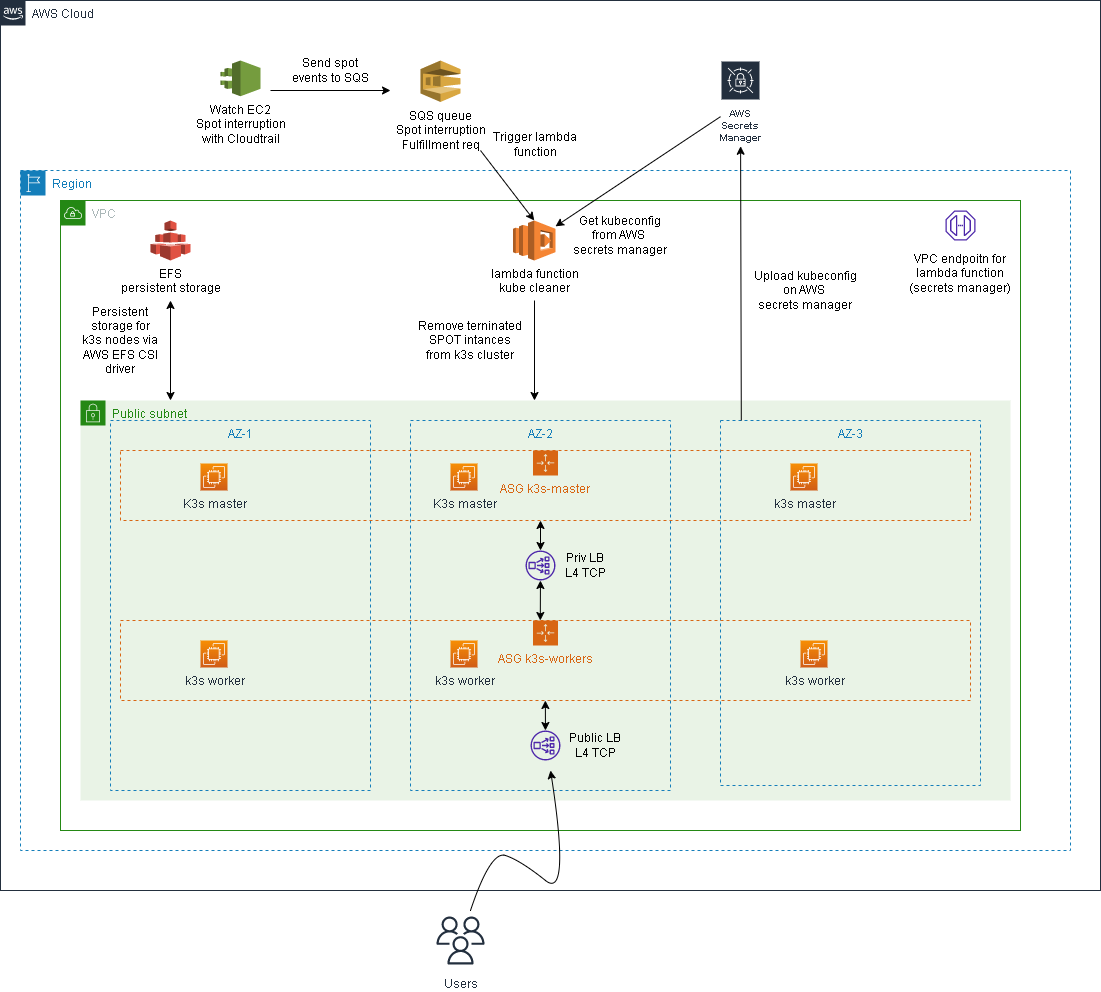 aws
AWS Cloud
Send spot
events to SQS
Watch EC2
Spot interruption
with Cloudtrail
SQS queue
Spot interruption
Fulfillment req
Trigger lambda
function
AWS
Secrets
Manager
Region
VPC
EFS
persistent storage
Get kubeconfig
from AWS
secrets manager
lambda function
kube cleaner
VPC endpoitn for
lambda function
(secrets manager)
Upload kubeconfig
on AWS
secrets manager
Persistent
storage for
k3s nodes via
AWS EFS CSI
driver
Remove terninated
SPOT intances
from k3s cluster
Public subnet
AZ-1
AZ-2
AZ-3
K3s master
K3s master
ASG k3s-master
k3s master
Priv LB
L4 TCP
k3s worker
k3s worker
ASG k3s-workers
k3s worker
Public LB
L4 TCP
Users